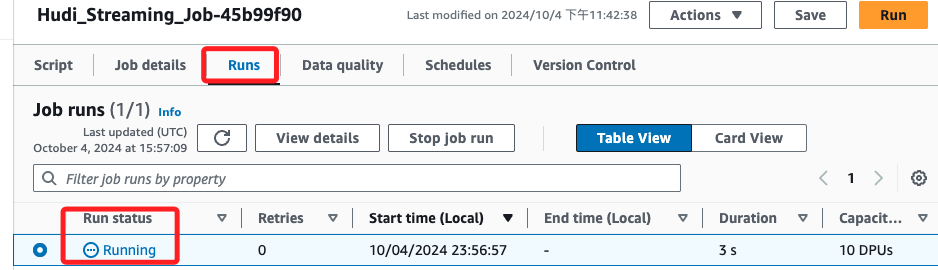 Hudi_Streaming_Job-45b99f90
Last modified on 2024/10/4 下午11:42:38
Actions
Save
Run
Script
Job details
Runs
Data quality
Schedules
Version Control
Job runs (1/1) Info
Last updated (UTC)
October 4, 2024 at 15:57:09
View details
Stop job run
Table View
Card View
Filter job runs by property
1
Run status
Retries
Start time (Local)
End time (Local)
Duration
Capacit...
Running
0
10/04/2024 23:56:57
-
3 s
10 DPUs